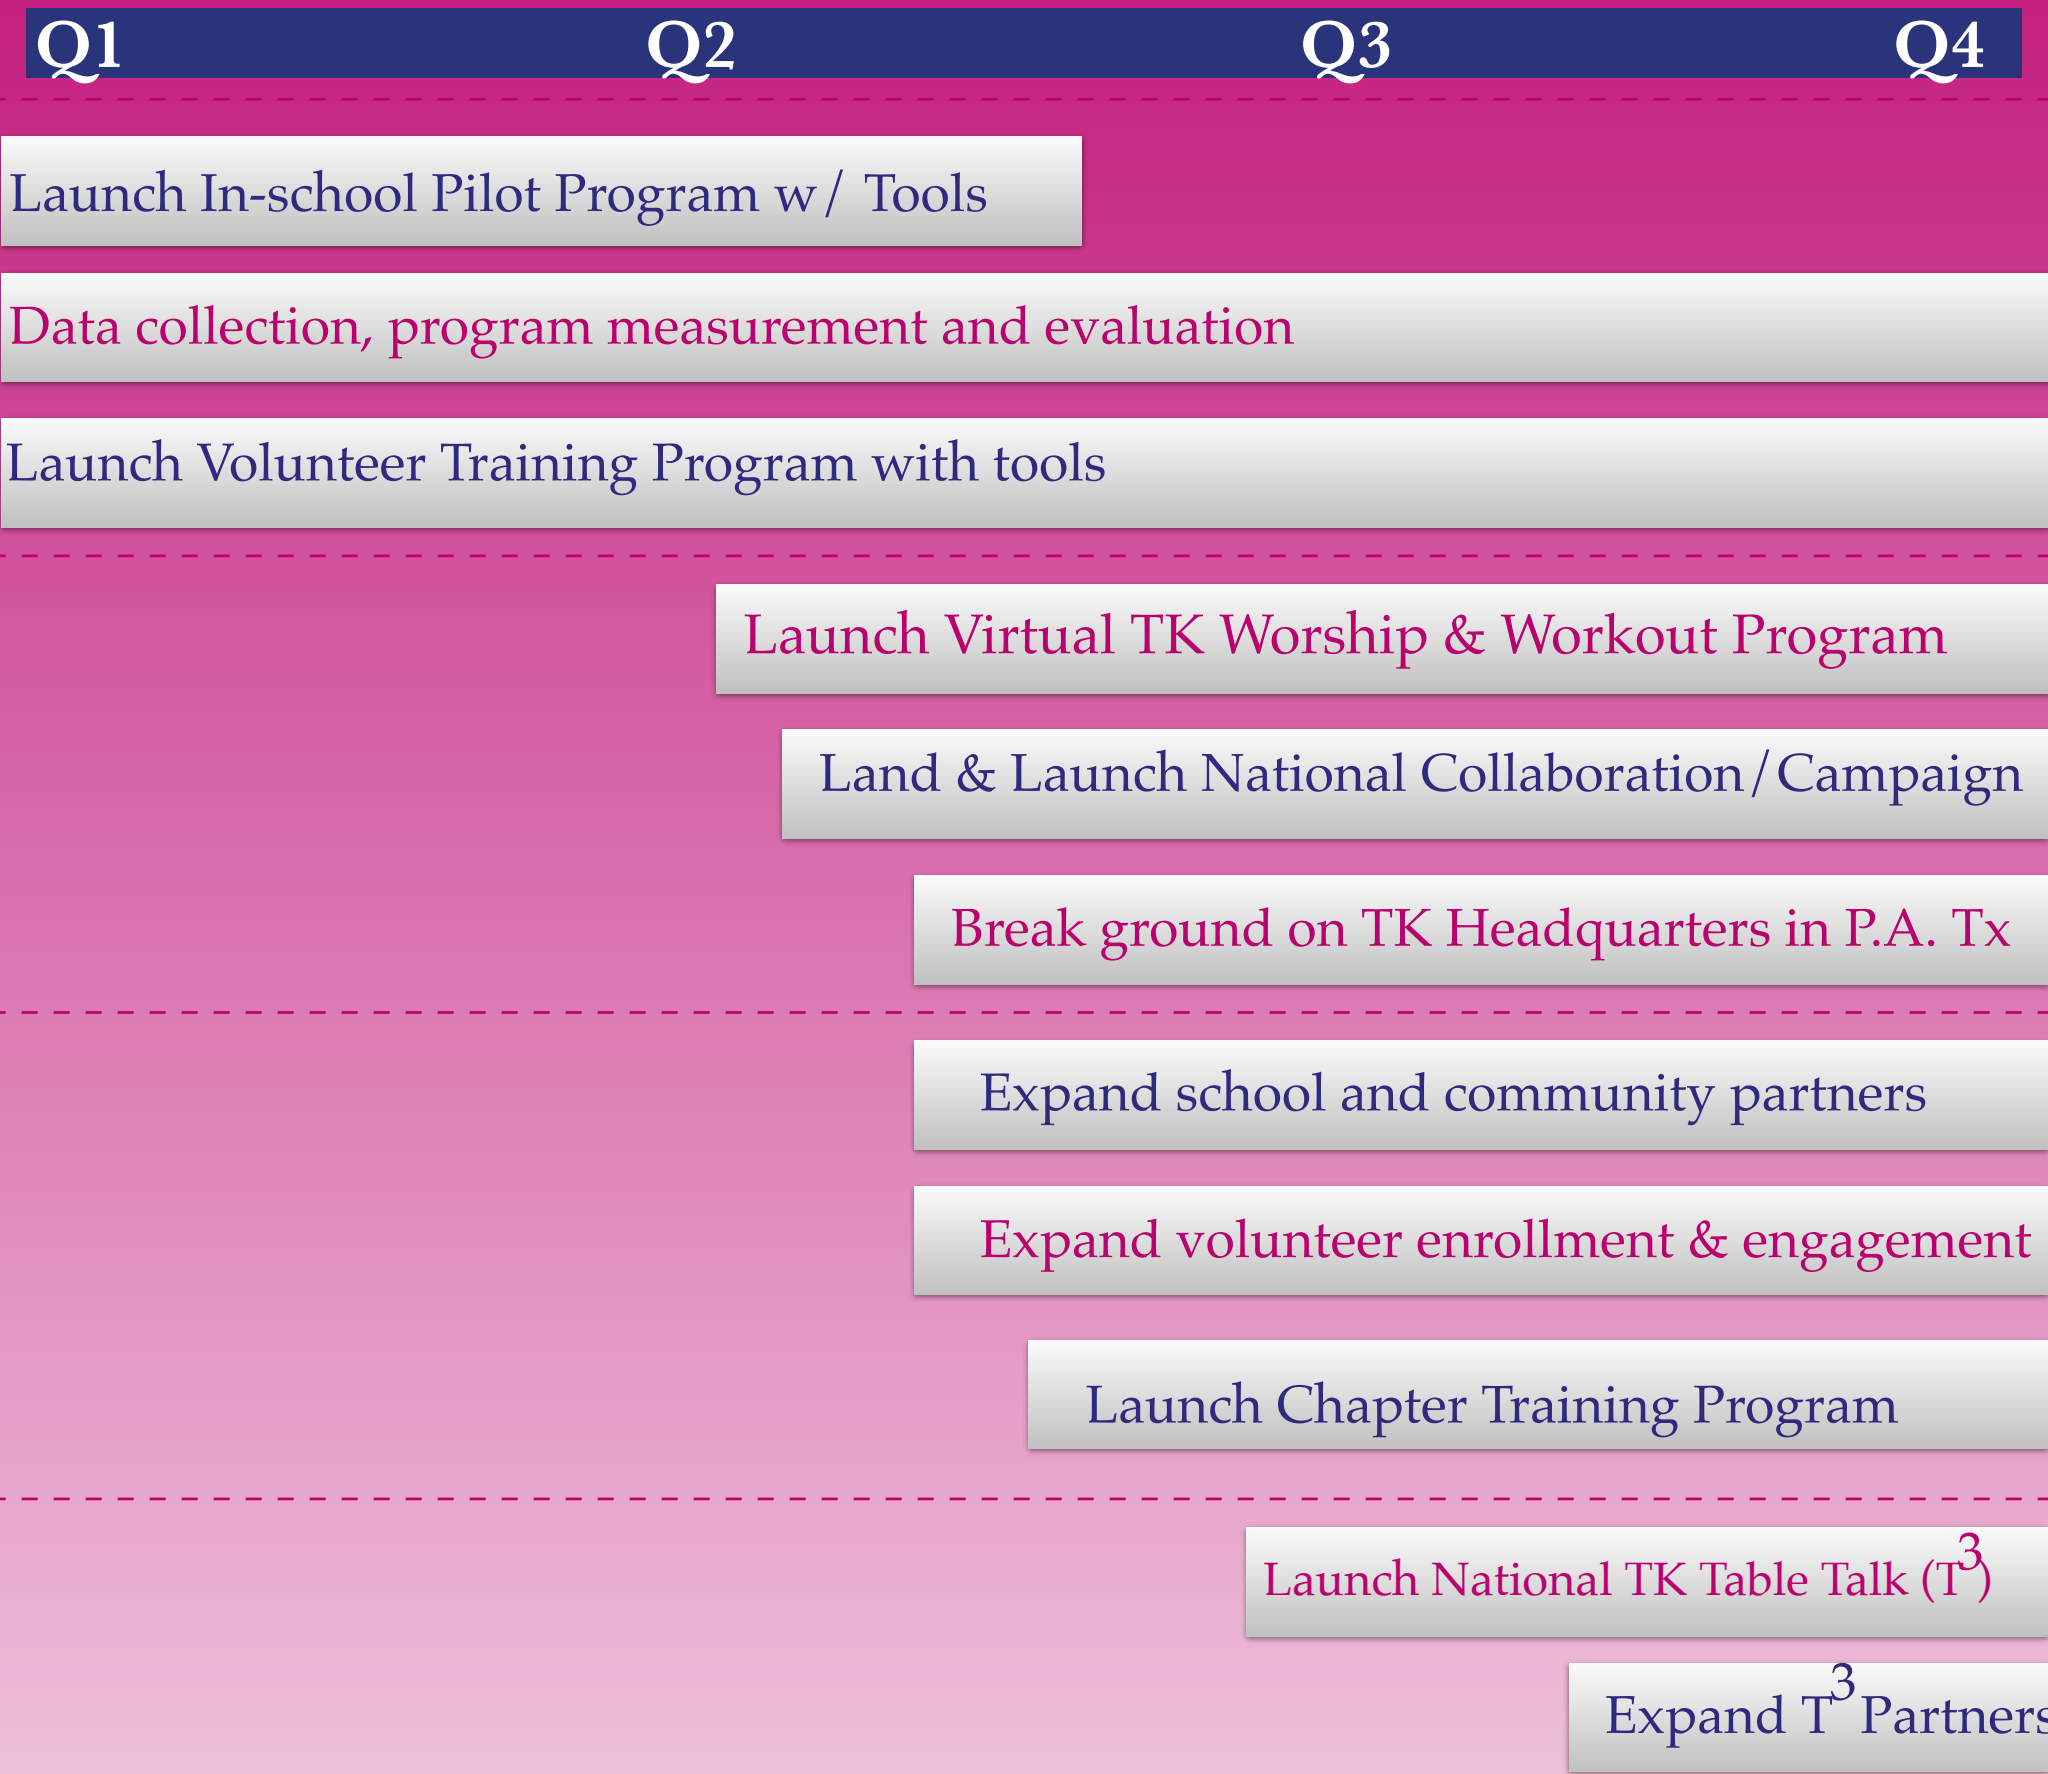 Q1 Q2 Q3 Q4
Launch In-school Pilot Program w/ Tools
Data collection, program measurement and evaluation
Launch Volunteer Training Program with tools
Launch Virtual TK Worship & Workout Program
Land & Launch National Collaboration/Campaign
Break ground on TK Headquarters in P.A. Tx
Expand school and community partners
Expand volunteer enrollment & engagement
Launch Chapter Training Program
Launch National TK Table Talk (T³)
Expand T³ Partners